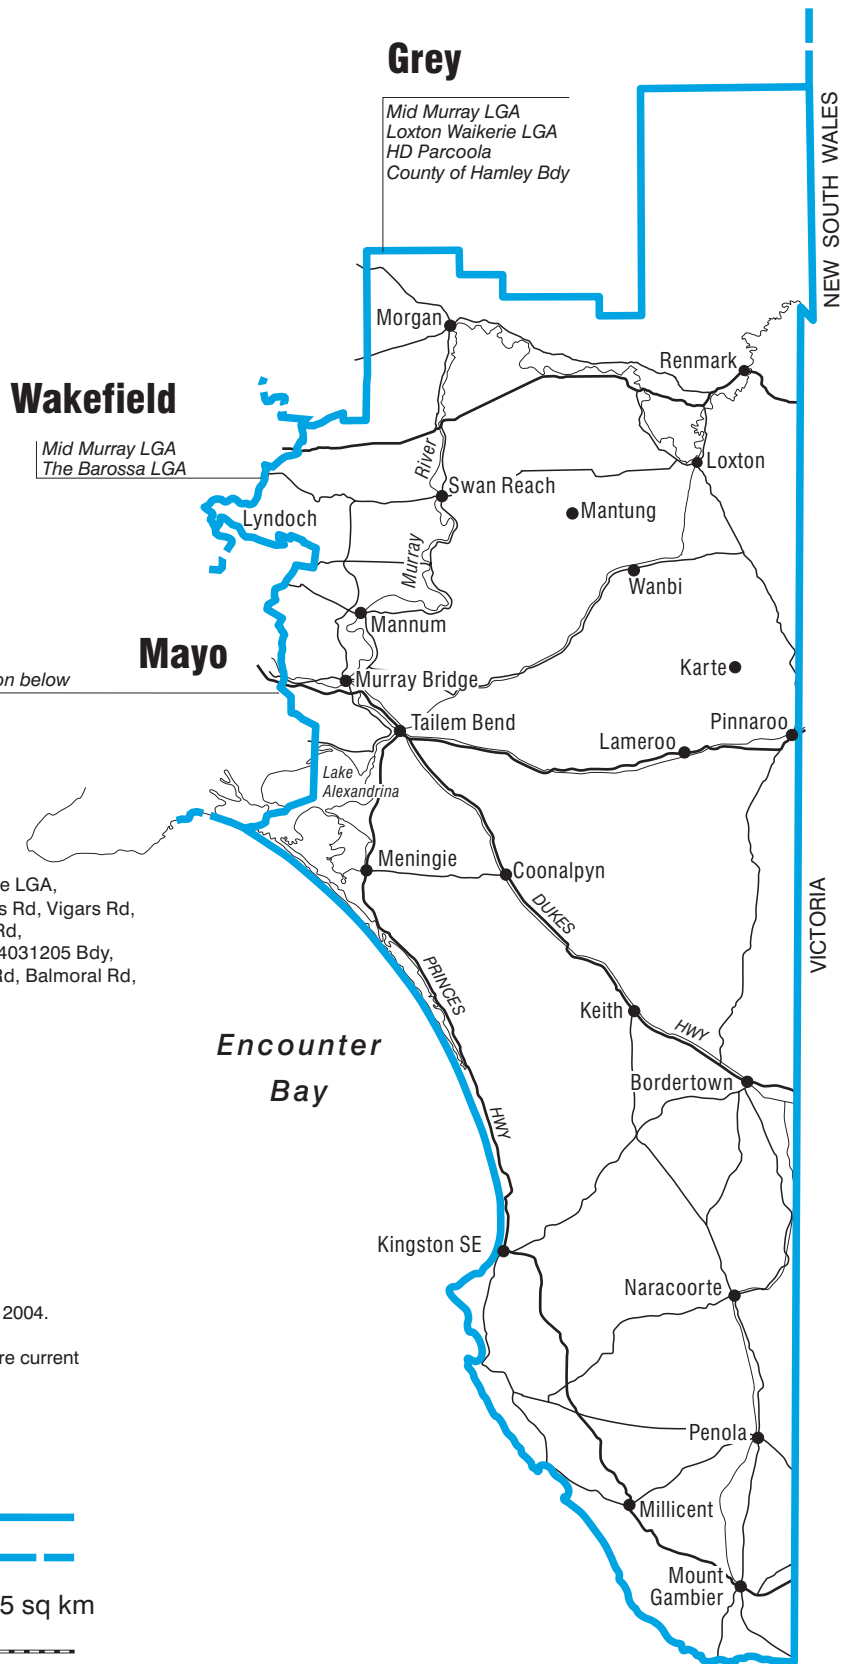 Grey
Mid Murray LGA
Loxton Waikerie LGA
HD Parcoola
County of Hamley Bdy
NEW SOUTH WALES
Morgan
Renmark
Wakefield
Mid Murray LGA
The Barossa LGA
River
Loxton
Swan Reach
Mantung
Lyndoch
Murray
Wanbi
Mannum
Mayo
on below
Murray Bridge
Karte
Tailem Bend
Pinnaroo
Lameroo
Lake
Alexandrina
Meningie
Coonalpyn
e LGA,
s Rd, Vigars Rd,
Rd,
4031205 Bdy,
Rd, Balmoral Rd,
DUKES
VICTORIA
PRINCES
Keith
HWY
Encounter
Bay
Bordertown
HWY
Kingston SE
Naracoorte
2004.
re current
Penola
Millicent
Mount
Gambier
5 sq km